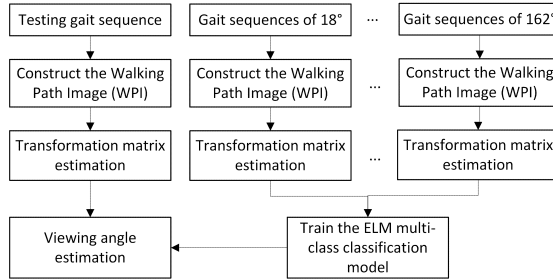 Testing gait sequence
Gait sequences of 18°
...
Gait sequences of 162°
Construct the Walking
Path Image (WPI)
Construct the Walking
Path Image (WPI)
...
Construct the Walking
Path Image (WPI)
Transformation matrix
estimation
Transformation matrix
estimation
...
Transformation matrix
estimation
Viewing angle
estimation
Train the ELM multi-
class classification
model